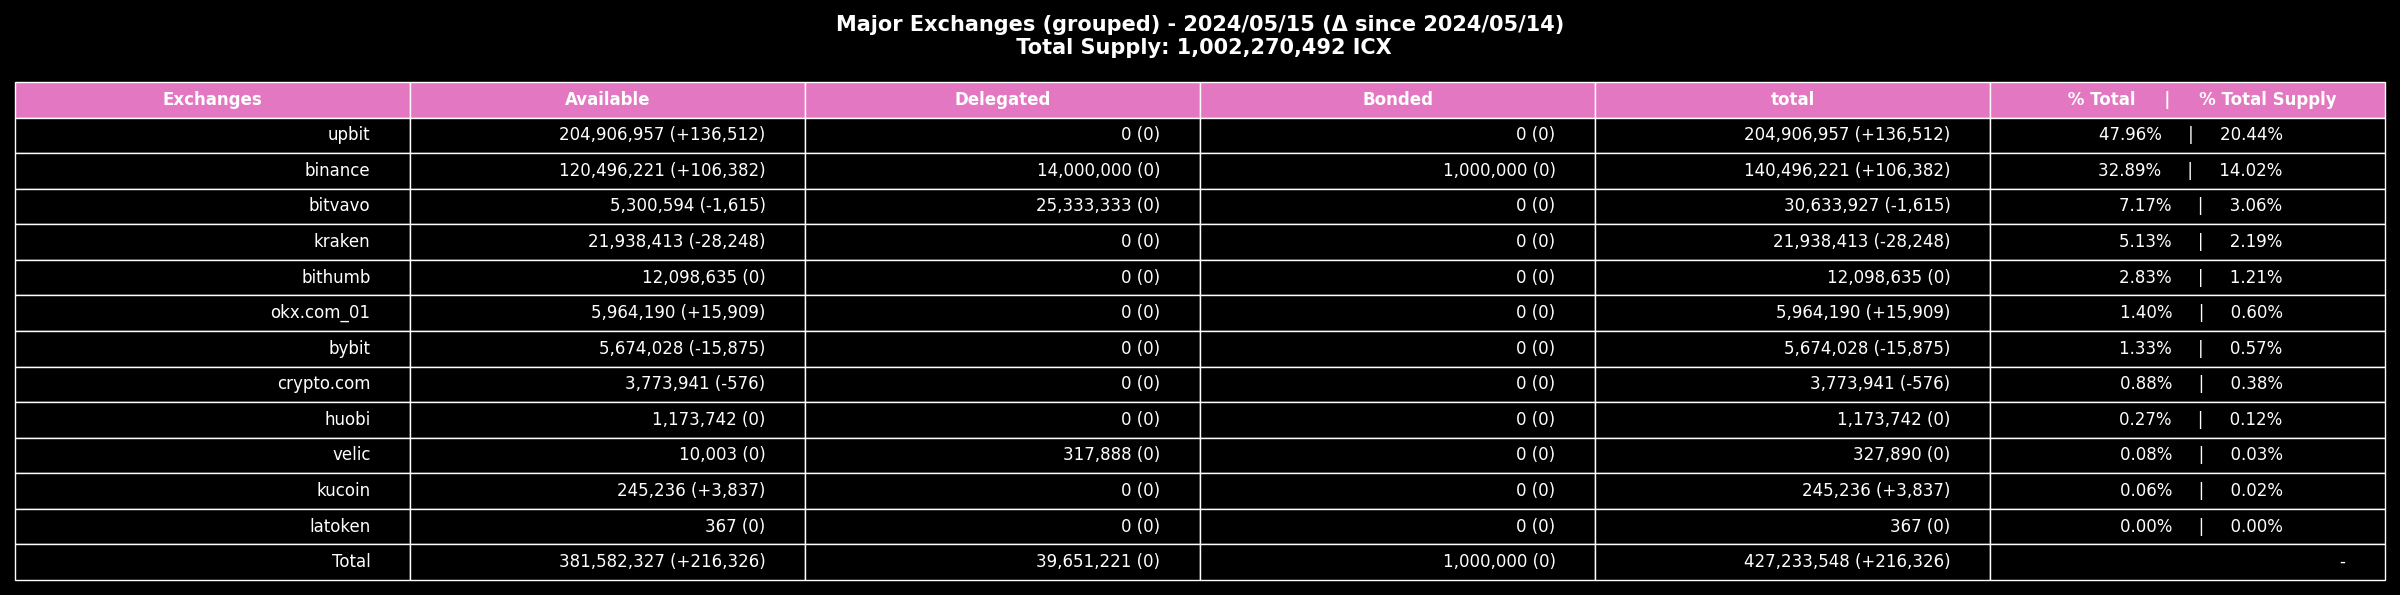 Major Exchanges (grouped) - 2024/05/15 (Δ since 2024/05/14)
Total Supply: 1,002,270,492 ICX
Exchanges Available Delegated Bonded total % Total | % Total Supply
upbit 204,906,957 (+136,512) 0 (0) 0 (0) 204,906,957 (+136,512) 47.96% | 20.44%
binance 120,496,221 (+106,382) 14,000,000 (0) 1,000,000 (0) 140,496,221 (+106,382) 32.89% | 14.02%
bitvavo 5,300,594 (-1,615) 25,333,333 (0) 0 (0) 30,633,927 (-1,615) 7.17% | 3.06%
kraken 21,938,413 (-28,248) 0 (0) 0 (0) 21,938,413 (-28,248) 5.13% | 2.19%
bithumb 12,098,635 (0) 0 (0) 0 (0) 12,098,635 (0) 2.83% | 1.21%
okx.com_01 5,964,190 (+15,909) 0 (0) 0 (0) 5,964,190 (+15,909) 1.40% | 0.60%
bybit 5,674,028 (-15,875) 0 (0) 0 (0) 5,674,028 (-15,875) 1.33% | 0.57%
crypto.com 3,773,941 (-576) 0 (0) 0 (0) 3,773,941 (-576) 0.88% | 0.38%
huobi 1,173,742 (0) 0 (0) 0 (0) 1,173,742 (0) 0.27% | 0.12%
velic 10,003 (0) 317,888 (0) 0 (0) 327,890 (0) 0.08% | 0.03%
kucoin 245,236 (+3,837) 0 (0) 0 (0) 245,236 (+3,837) 0.06% | 0.02%
latoken 367 (0) 0 (0) 0 (0) 367 (0) 0.00% | 0.00%
Total 381,582,327 (+216,326) 39,651,221 (0) 1,000,000 (0) 427,233,548 (+216,326) -